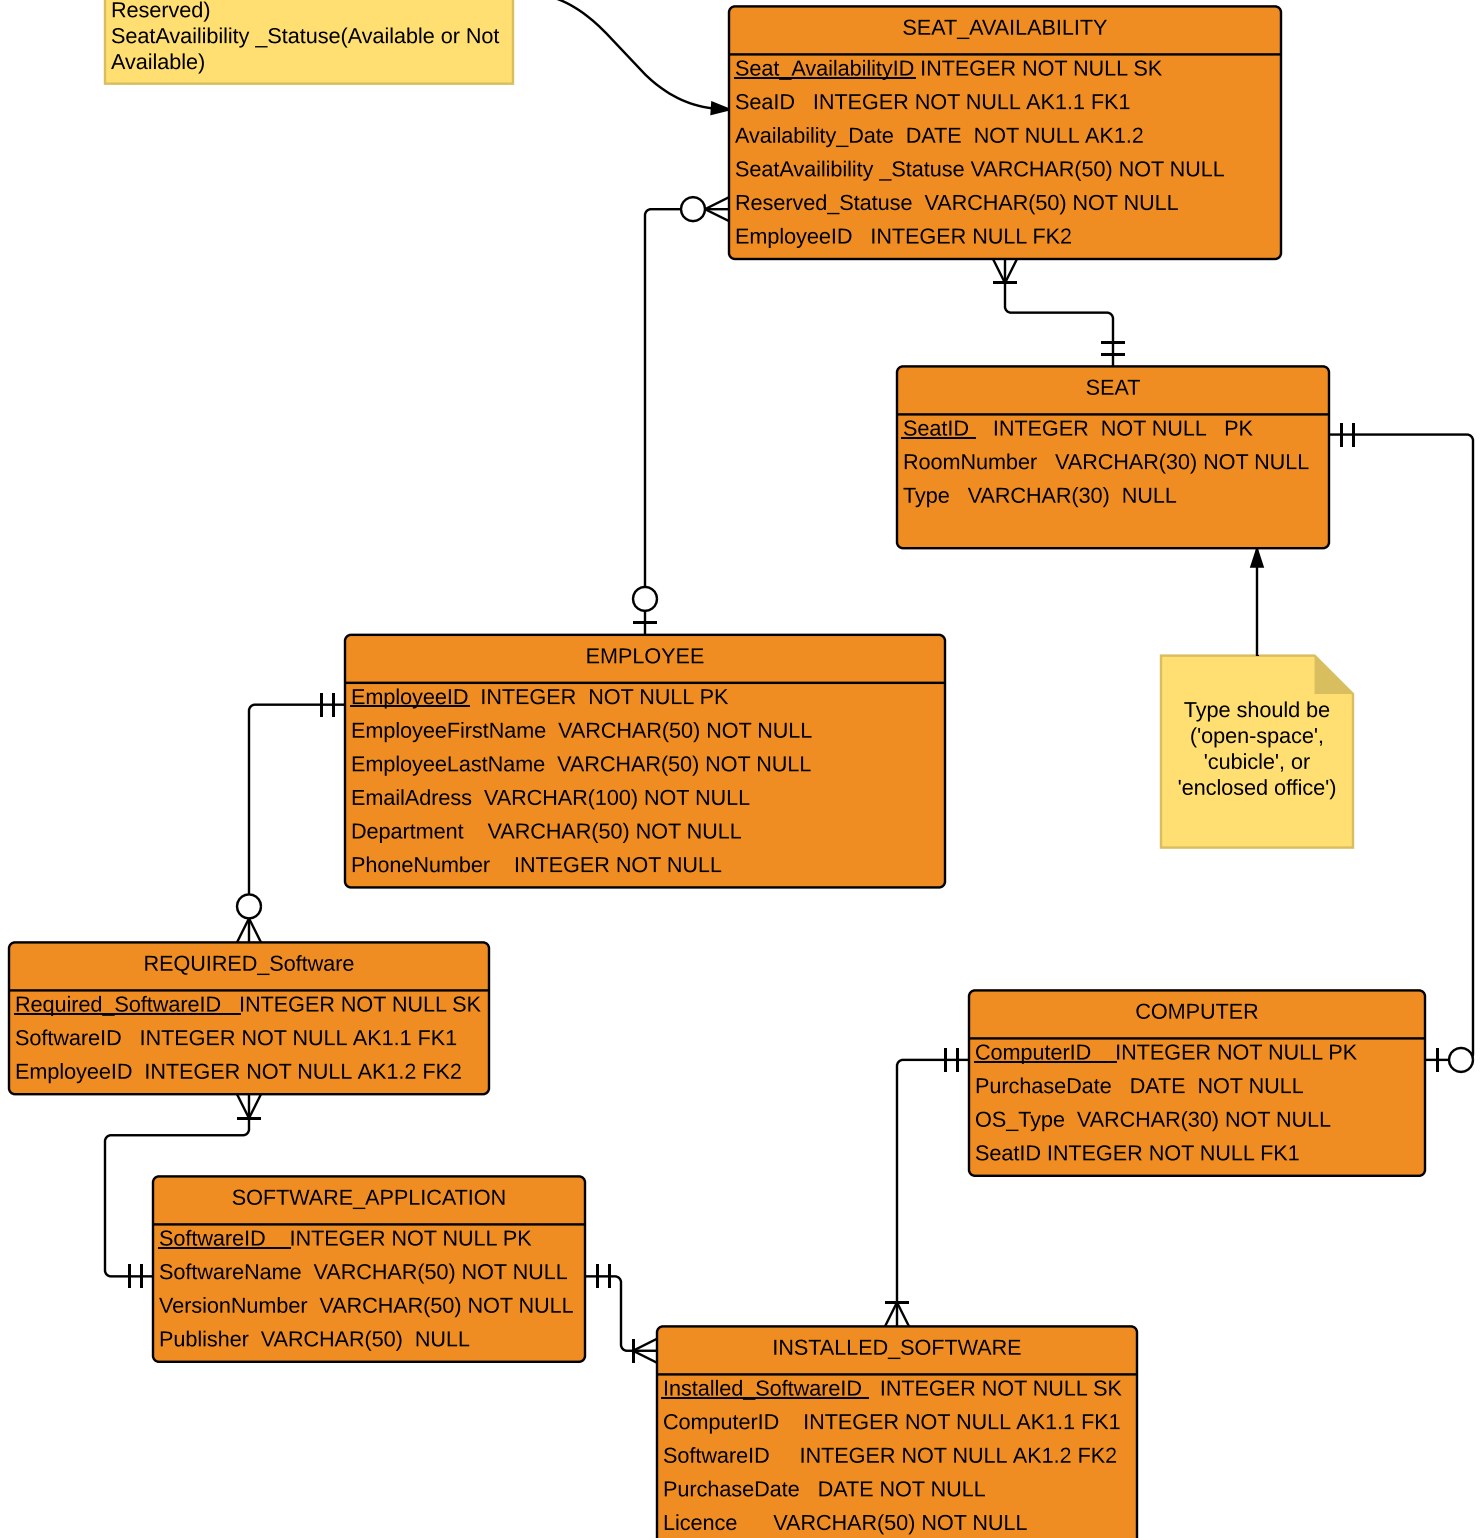 Reserved)
SeatAvailibility _Statuse(Available or Not
Available)
SEAT_AVAILABILITY
Seat_AvailabilityID INTEGER NOT NULL SK
SeaID INTEGER NOT NULL AK1.1 FK1
Availability_Date DATE NOT NULL AK1.2
SeatAvailibility _Statuse VARCHAR(50) NOT NULL
Reserved_Statuse VARCHAR(50) NOT NULL
EmployeeID INTEGER NULL FK2
SEAT
SeatID INTEGER NOT NULL PK
RoomNumber VARCHAR(30) NOT NULL
Type VARCHAR(30) NULL
EMPLOYEE
EmployeeID INTEGER NOT NULL PK
EmployeeFirstName VARCHAR(50) NOT NULL
EmployeeLastName VARCHAR(50) NOT NULL
EmailAdress VARCHAR(100) NOT NULL
Department VARCHAR(50) NOT NULL
PhoneNumber INTEGER NOT NULL
Type should be
('open-space',
'cubicle', or
'enclosed office')
REQUIRED_Software
Required_SoftwareID INTEGER NOT NULL SK
SoftwareID INTEGER NOT NULL AK1.1 FK1
EmployeeID INTEGER NOT NULL AK1.2 FK2
COMPUTER
ComputerID INTEGER NOT NULL PK
PurchaseDate DATE NOT NULL
OS_Type VARCHAR(30) NOT NULL
SeatID INTEGER NOT NULL FK1
SOFTWARE_APPLICATION
SoftwareID INTEGER NOT NULL PK
SoftwareName VARCHAR(50) NOT NULL
VersionNumber VARCHAR(50) NOT NULL
Publisher VARCHAR(50) NULL
INSTALLED_SOFTWARE
Installed_SoftwareID INTEGER NOT NULL SK
ComputerID INTEGER NOT NULL AK1.1 FK1
SoftwareID INTEGER NOT NULL AK1.2 FK2
PurchaseDate DATE NOT NULL
Licence VARCHAR(50) NOT NULL